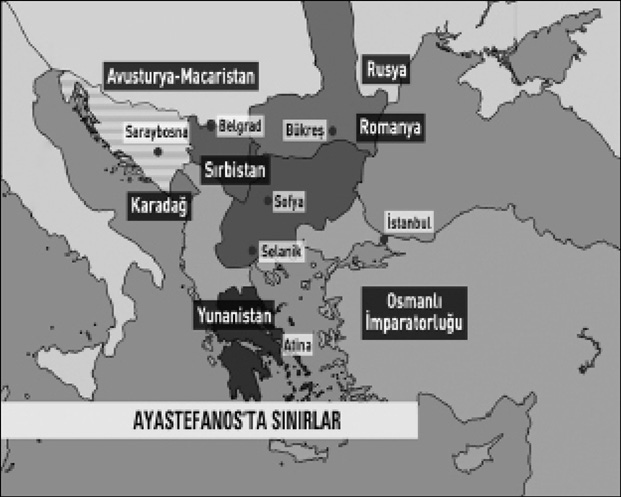 Rusya
Avusturya-Macaristan
Belgrad
Saraybosna
Bükreş
Romanya
Sırbistan
Karadağ
Sofya
İstanbul
Selanik
Yunanistan
Osmanlı
İmparatorluğu
Atina
AYASTEFANOS'TA SINIRLAR